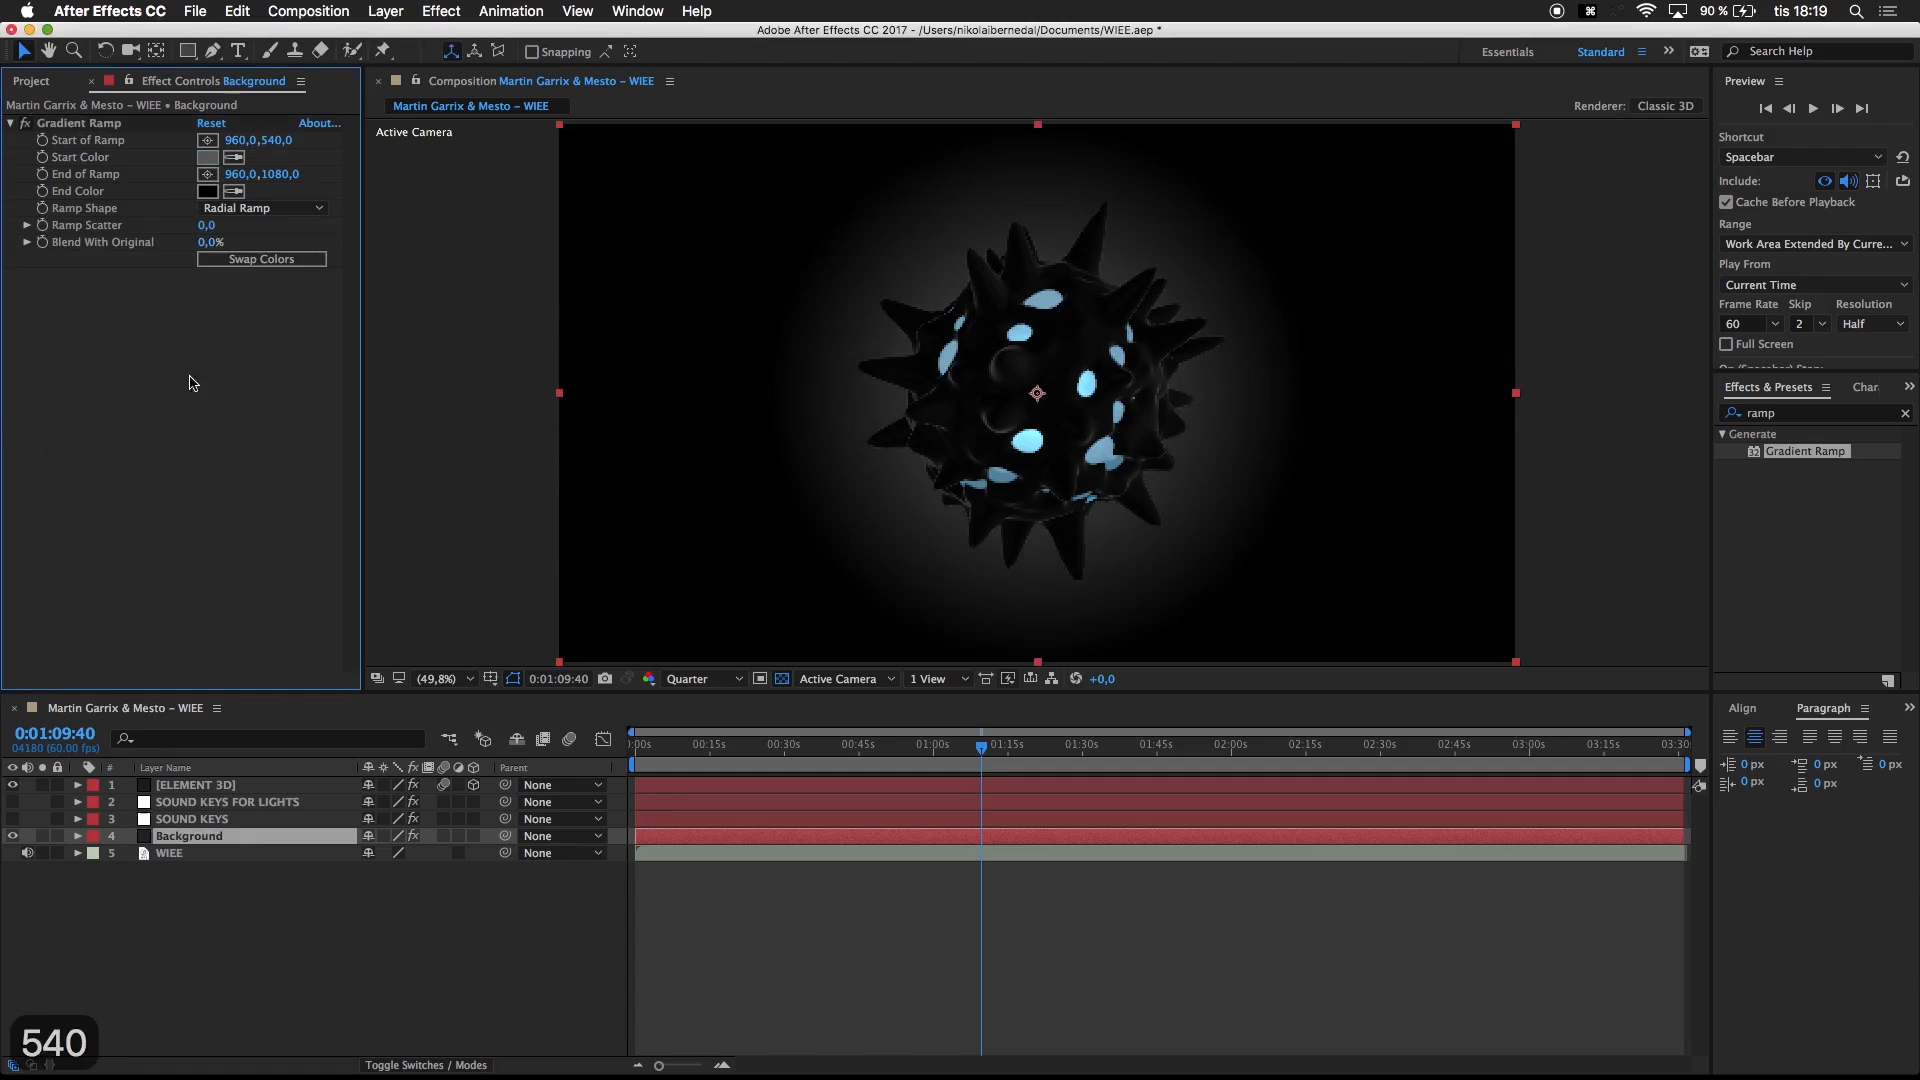 After Effects CC File Edit Composition Layer Effect Animation View Window Help 90 % tis 18:19
Adobe After Effects CC 2017 - /Users/nikolaibernedal/Documents/WIEE.aep *
Snapping Essentials Standard Search Help
Project Effect Controls Background
Martin Garrix & Mesto – WIEE • Background
fx Gradient Ramp Reset About...
Start of Ramp 960,0,540,0
Start Color
End of Ramp 960,0,1080,0
End Color
Ramp Shape Radial Ramp
Ramp Scatter 0,0
Blend With Original 0,0%
Swap Colors
Composition Martin Garrix & Mesto – WIEE
Martin Garrix & Mesto – WIEE Renderer: Classic 3D
Active Camera
(49,8%) 0:01:09:40 Quarter Active Camera 1 View +0,0
Preview
Shortcut
Spacebar
Include:
Cache Before Playback
Range
Work Area Extended By Curre...
Play From
Current Time
Frame Rate Skip Resolution
60 2 Half
Full Screen
Effects & Presets Char
ramp
Generate
32 Gradient Ramp
Martin Garrix & Mesto – WIEE
0:01:09:40
04180 (60.00 fps)
:00s 00:15s 00:30s 00:45s 01:00s 01:15s 01:30s 01:45s 02:00s 02:15s 02:30s 02:45s 03:00s 03:15s 03:30
# Layer Name fx Parent
1 [ELEMENT 3D] fx None
2 SOUND KEYS FOR LIGHTS fx None
3 SOUND KEYS fx None
4 Background fx None
5 WIEE None
Toggle Switches / Modes
Align Paragraph
0 px 0 px 0 px
0 px 0 px
540